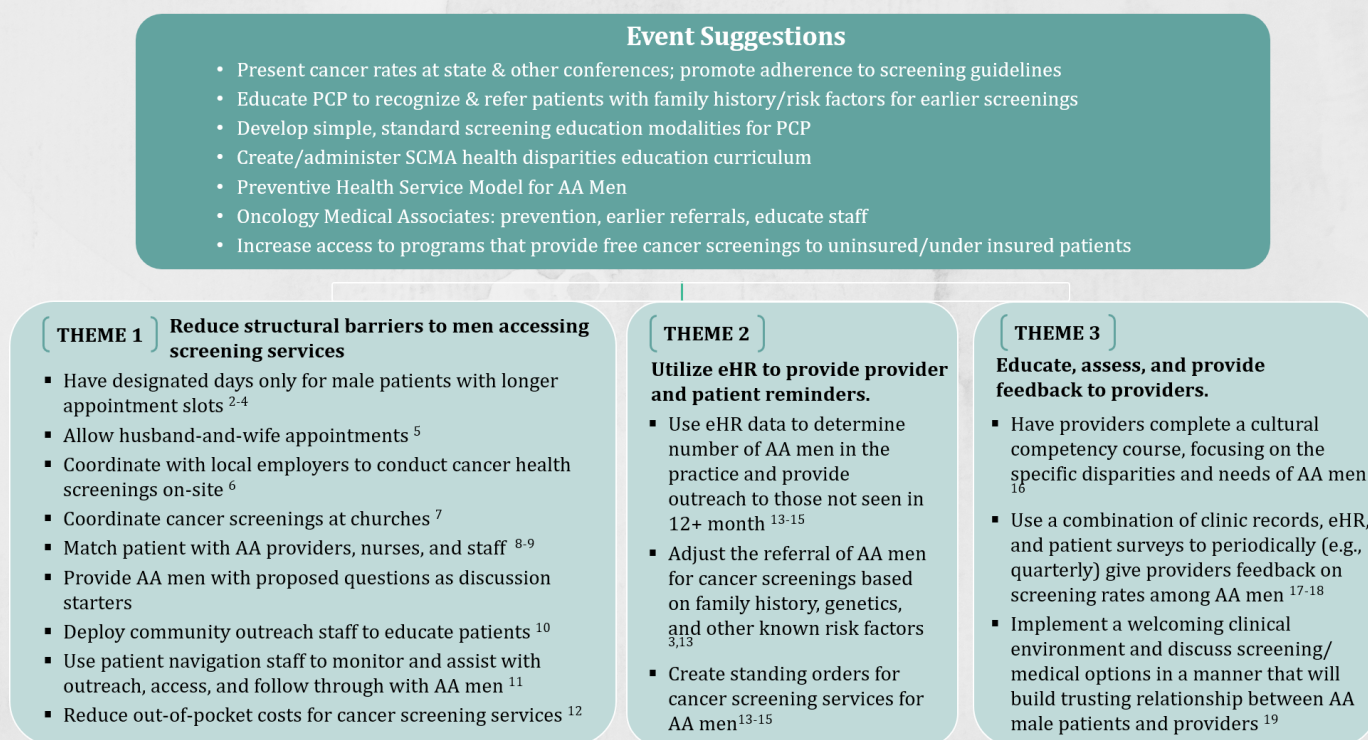 Event Suggestions
• Present cancer rates at state & other conferences; promote adherence to screening guidelines
• Educate PCP to recognize & refer patients with family history/risk factors for earlier screenings
• Develop simple, standard screening education modalities for PCP
• Create/administer SCMA health disparities education curriculum
• Preventive Health Service Model for AA Men
• Oncology Medical Associates: prevention, earlier referrals, educate staff
• Increase access to programs that provide free cancer screenings to uninsured/under insured patients
THEME 1
Reduce structural barriers to men accessing
screening services
▪ Have designated days only for male patients with longer
appointment slots 2-4
▪ Allow husband-and-wife appointments 5
▪ Coordinate with local employers to conduct cancer health
screenings on-site 6
▪ Coordinate cancer screenings at churches 7
▪ Match patient with AA providers, nurses, and staff 8-9
▪ Provide AA men with proposed questions as discussion
starters
▪ Deploy community outreach staff to educate patients 10
▪ Use patient navigation staff to monitor and assist with
outreach, access, and follow through with AA men 11
▪ Reduce out-of-pocket costs for cancer screening services 12
THEME 2
Utilize eHR to provide provider
and patient reminders.
▪ Use eHR data to determine
number of AA men in the
practice and provide
outreach to those not seen in
12+ month 13-15
▪ Adjust the referral of AA men
for cancer screenings based
on family history, genetics,
and other known risk factors
3,13
▪ Create standing orders for
cancer screening services for
AA men13-15
THEME 3
Educate, assess, and provide
feedback to providers.
▪ Have providers complete a cultural
competency course, focusing on the
specific disparities and needs of AA men
16
▪ Use a combination of clinic records, eHR,
and patient surveys to periodically (e.g.,
quarterly) give providers feedback on
screening rates among AA men 17-18
▪ Implement a welcoming clinical
environment and discuss screening/
medical options in a manner that will
build trusting relationship between AA
male patients and providers 19